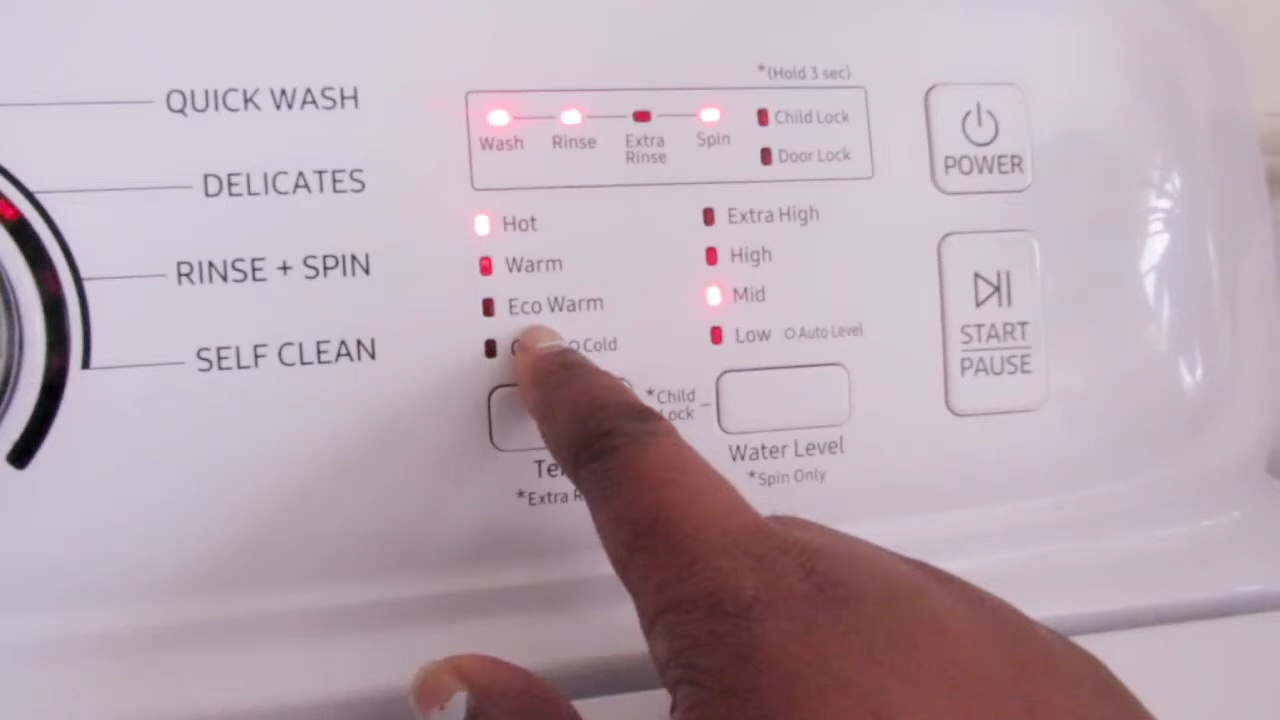 QUICK WASH
DELICATES
RINSE + SPIN
SELF CLEAN
*(Hold 3 sec)
Wash
Rinse
Extra
Rinse
Spin
Child Lock
Door Lock
Hot
Warm
Eco Warm
Cold
Extra High
High
Mid
Low
Auto Level
*Child
Lock
Water Level
*Spin Only
*Extra
POWER
START
PAUSE